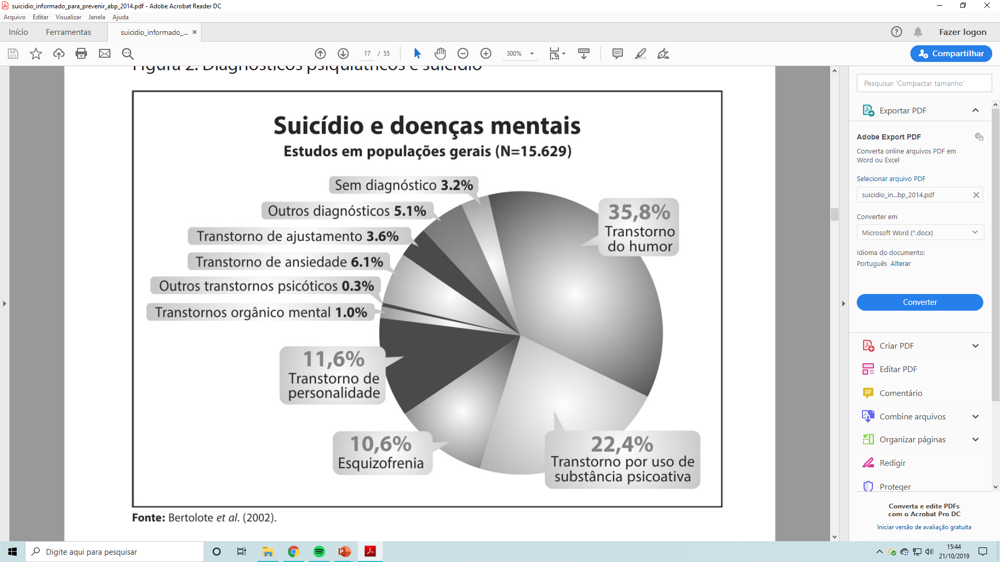 suicidio_informado_para_prevenir_abp_2014.pdf - Adobe Acrobat Reader DC
Arquivo Editar Visualizar Janela Ajuda
Início Ferramentas suicidio_informado_... × Fazer logon
17 / 55 300% Compartilhar
Figura 2. Diagnósticos psiquiátricos e suicídio
Suicídio e doenças mentais
Estudos em populações gerais (N=15.629)
Sem diagnóstico 3.2%
Outros diagnósticos 5.1%
Transtorno de ajustamento 3.6%
Transtorno de ansiedade 6.1%
Outros transtornos psicóticos 0.3%
Transtornos orgânico mental 1.0%
35,8%
Transtorno
do humor
11,6%
Transtorno de
personalidade
10,6%
Esquizofrenia
22,4%
Transtorno por uso de
substância psicoativa
Fonte: Bertolote et al. (2002).
Pesquisar 'Compactar tamanho'
Exportar PDF
Adobe Export PDF
Converta online arquivos PDF em
Word ou Excel
Selecionar arquivo PDF
suicidio_in...bp_2014.pdf
Converter em
Microsoft Word (*.docx)
Idioma do documento:
Português Alterar
Converter
Criar PDF
Editar PDF
Comentário
Combine arquivos
Organizar páginas
Redigir
Proteger
Converta e edite PDFs
com o Acrobat Pro DC
Iniciar versão de avaliação gratuita
Digite aqui para pesquisar
15:44
21/10/2019